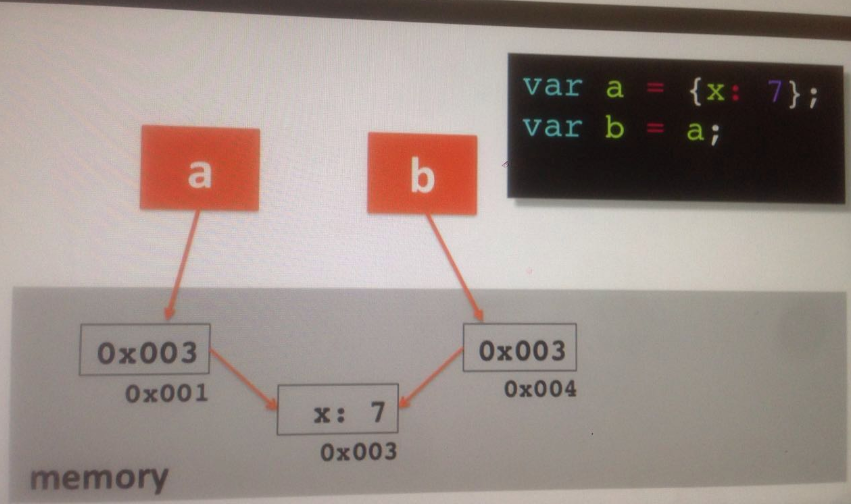 var a = {x: 7};
var b = a;
a
b
0x003
0x001
0x003
0x004
x: 7
0x003
memory